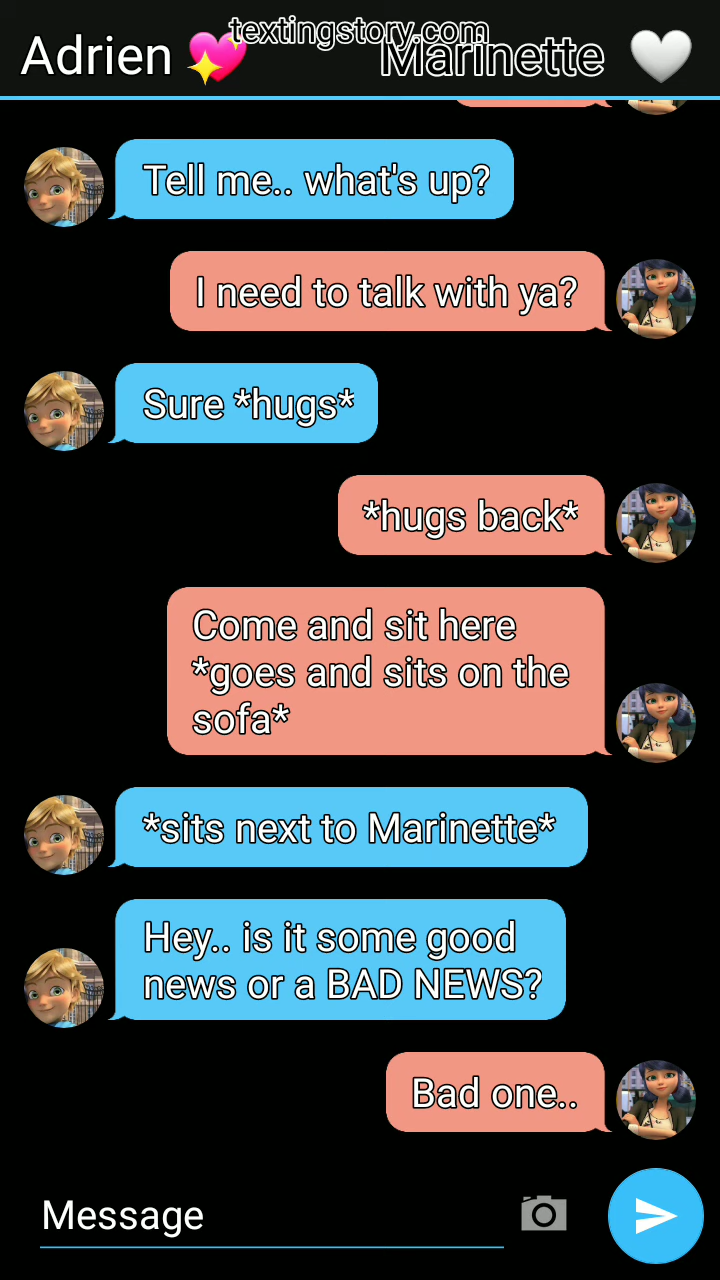 textingstory.com
Adrien 💖
Marinette 🤍
Tell me.. what's up?
I need to talk with ya?
Sure *hugs*
*hugs back*
Come and sit here
*goes and sits on the
sofa*
*sits next to Marinette*
Hey.. is it some good
news or a BAD NEWS?
Bad one..
Message